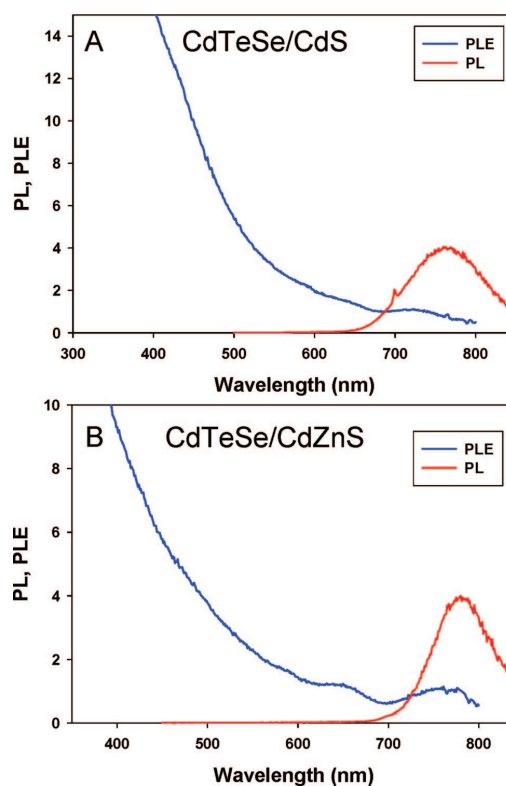 A
CdTeSe/CdS
PLE
PL
14
12
10
8
6
4
2
0
PL, PLE
300
400
500
600
700
800
Wavelength (nm)
B
CdTeSe/CdZnS
PLE
PL
10
8
6
4
2
0
PL, PLE
400
500
600
700
800
Wavelength (nm)